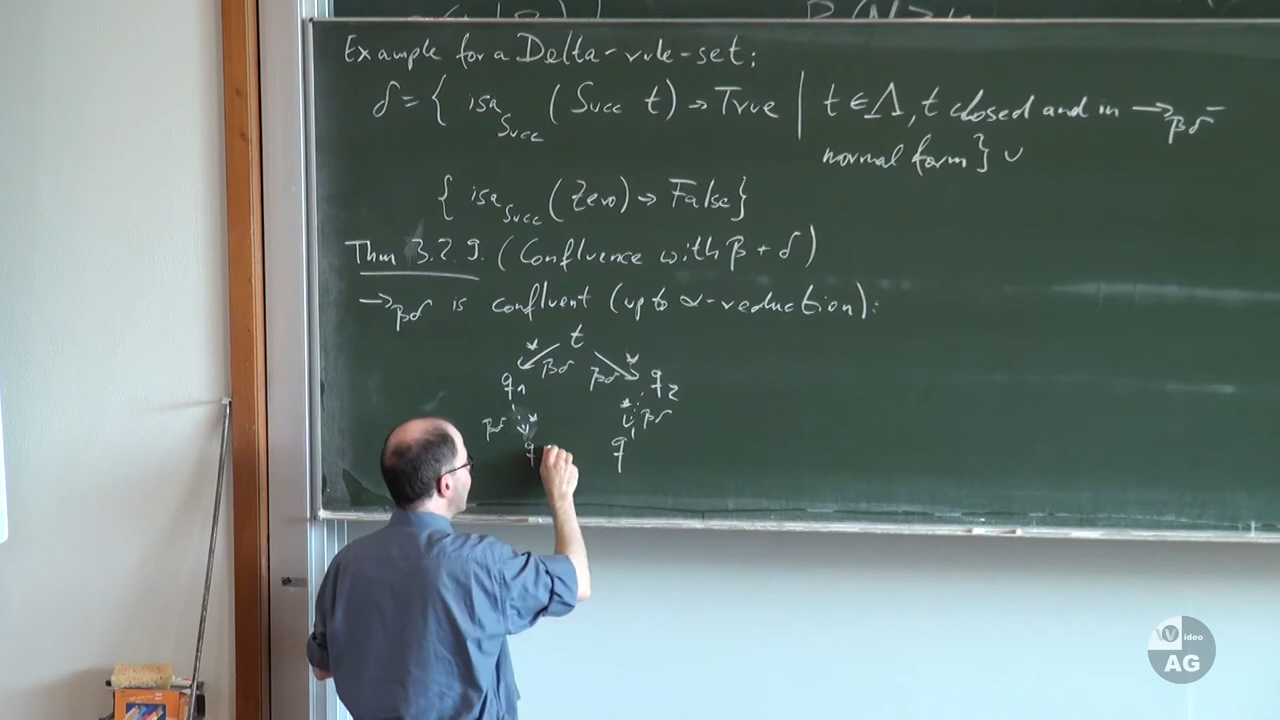 Example for a Delta-rule-set:
δ = { isa_Succ (Succ t) → True | t ∈ Λ, t closed and in →_βδ -
normal form } ∪
{ isa_Succ (Zero) → False }
Thm 3.2.9. (Confluence with β + δ)
→_βδ is confluent (up to α-reduction):
t
* βδ βδ *
q₁ q₂
βδ * * βδ
q q'
Video
AG